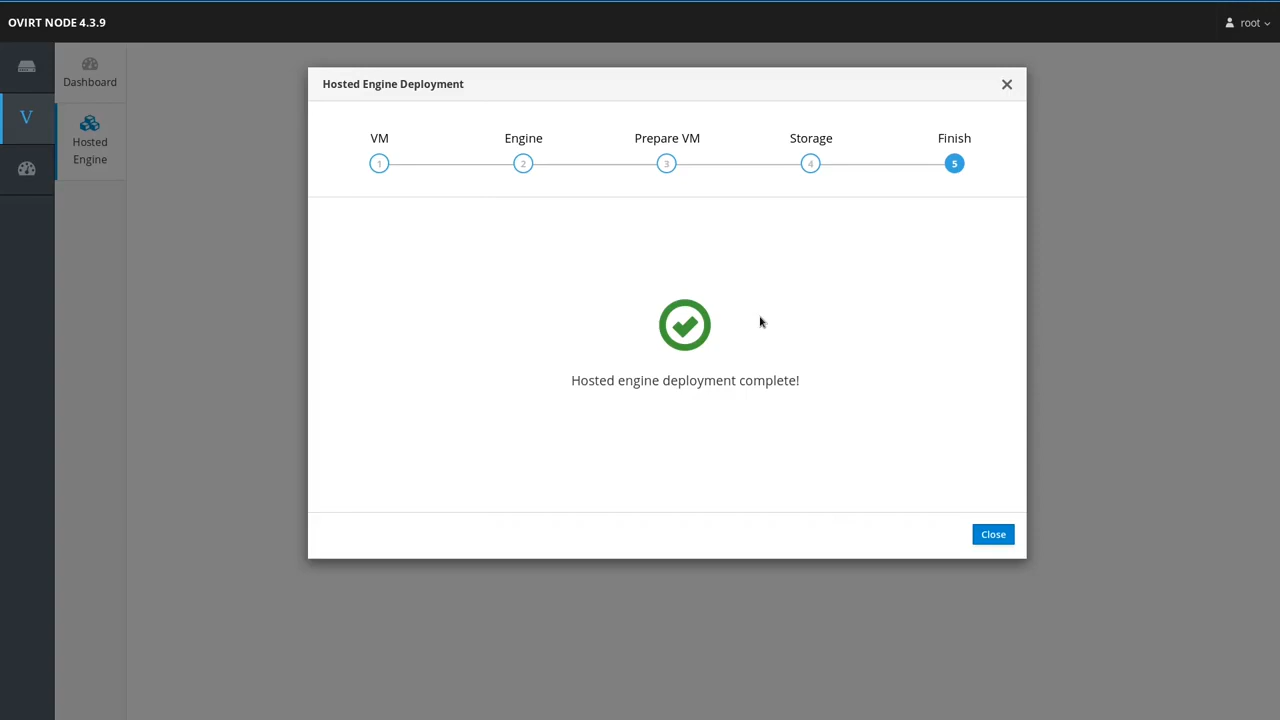 OVIRT NODE 4.3.9
root
Dashboard
V
Hosted
Engine
Hosted Engine Deployment
VM
Engine
Prepare VM
Storage
Finish
1
2
3
4
5
Hosted engine deployment complete!
Close